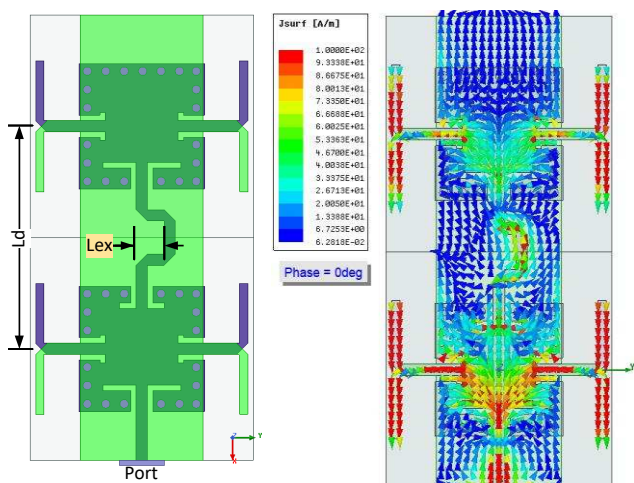 Ld
Lex
Port
Y
X
Z
Jsurf [A/m]
1.0000E+02
9.3338E+01
8.6675E+01
8.0013E+01
7.3350E+01
6.6688E+01
6.0025E+01
5.3363E+01
4.6700E+01
4.0038E+01
3.3375E+01
2.6713E+01
2.0050E+01
1.3388E+01
6.7253E+00
6.2818E-02
Phase = 0deg
Y